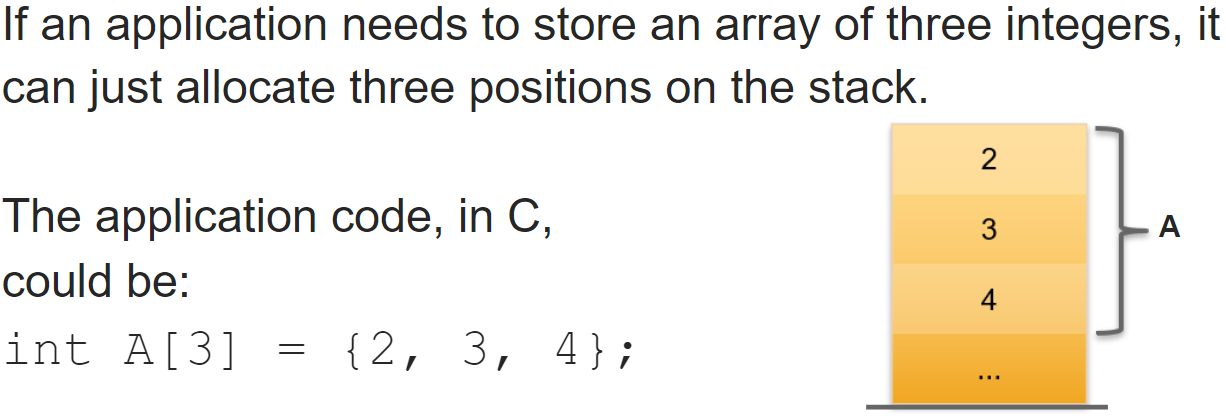 If an application needs to store an array of three integers, it
can just allocate three positions on the stack.
The application code, in C,
could be:
int A[3] = {2, 3, 4};
2
3
4
...
A